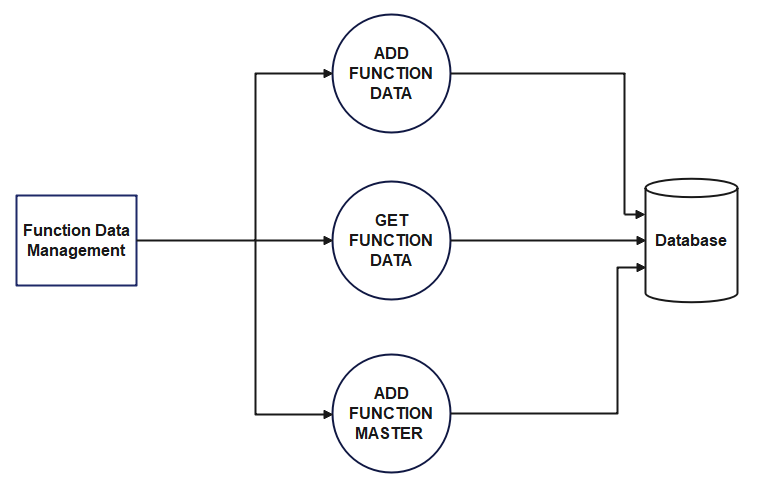 ADD
FUNCTION
DATA
Function Data
Management
GET
FUNCTION
DATA
Database
ADD
FUNCTION
MASTER